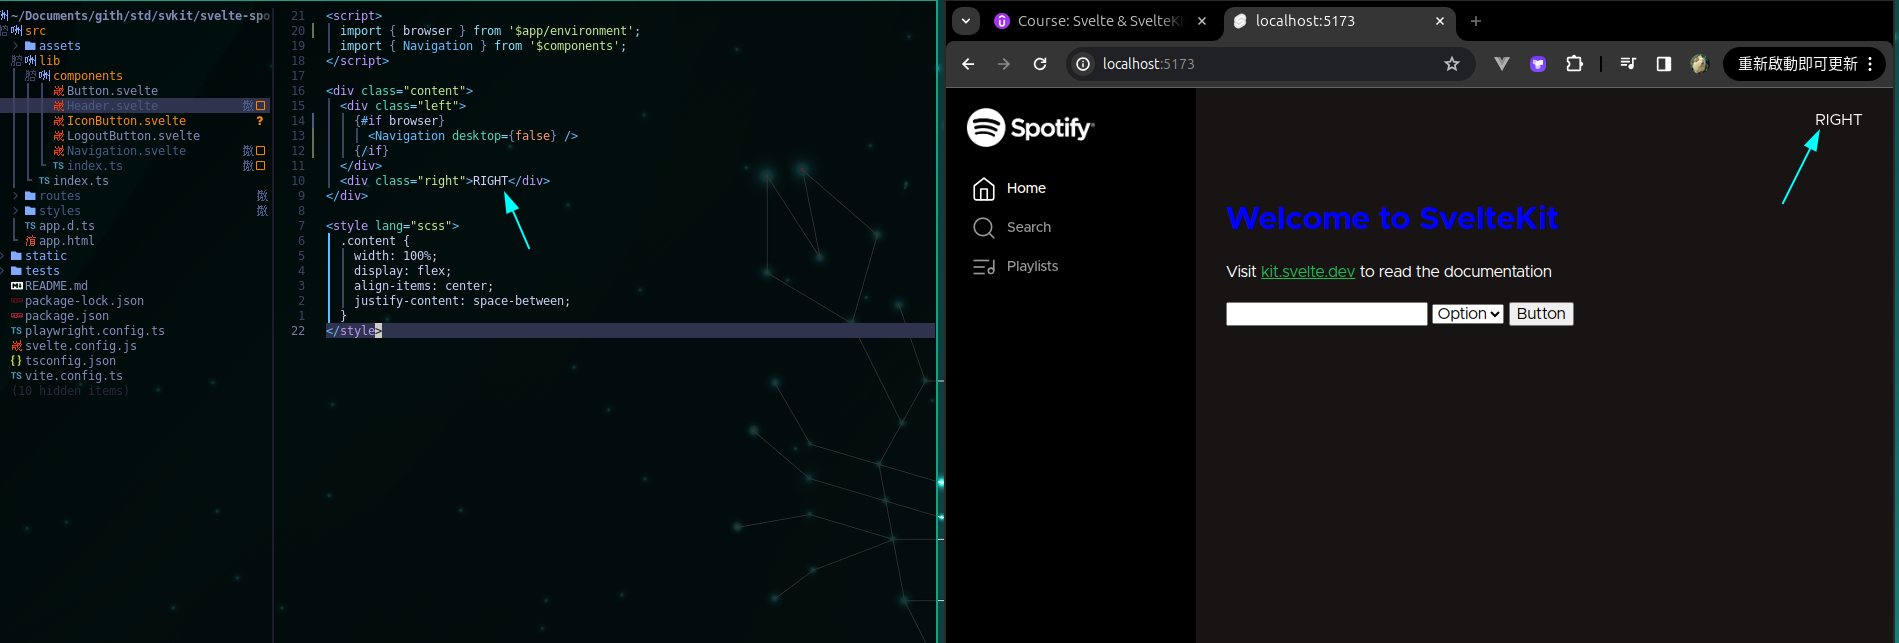 ~/Documents/gith/std/svkit/svelte-spo
src
assets
lib
components
Button.svelte
Header.svelte
IconButton.svelte ?
LogoutButton.svelte
Navigation.svelte
TS index.ts
TS index.ts
routes
styles
TS app.d.ts
app.html
static
tests
README.md
package-lock.json
package.json
TS playwright.config.ts
svelte.config.js
{} tsconfig.json
TS vite.config.ts
(10 hidden items)
21 <script>
20 import { browser } from '$app/environment';
19 import { Navigation } from '$components';
18 </script>
17
16 <div class="content">
15 <div class="left">
14 {#if browser}
13 <Navigation desktop={false} />
12 {/if}
11 </div>
10 <div class="right">RIGHT</div>
9 </div>
8
7 <style lang="scss">
6 .content {
5 width: 100%;
4 display: flex;
3 align-items: center;
2 justify-content: space-between;
1 }
22 </style>
Course: Svelte & SvelteKi
localhost:5173
localhost:5173
重新啟動即可更新
Spotify
Home
Search
Playlists
RIGHT
Welcome to SvelteKit
Visit kit.svelte.dev to read the documentation
Option
Button